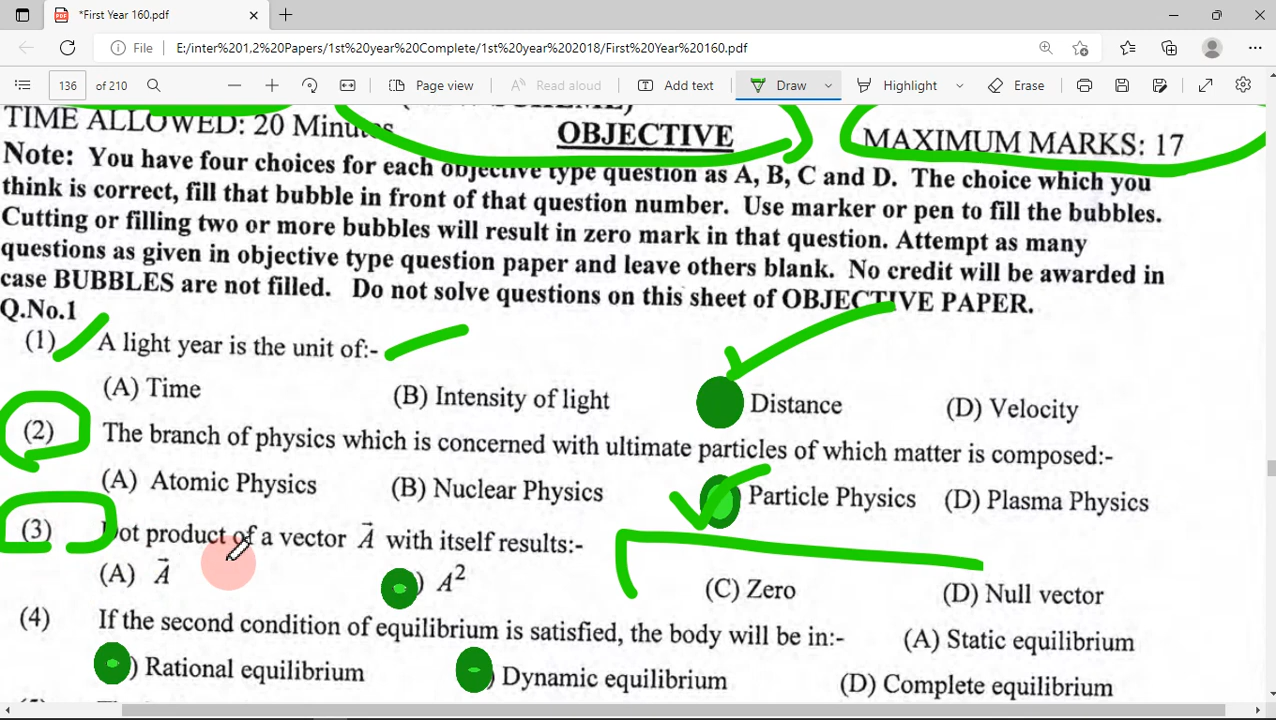 *First Year 160.pdf
File E:/inter%201,2%20Papers/1st%20year%20Complete/1st%20year%202018/First%20Year%20160.pdf
136 of 210 Page view Read aloud Add text Draw Highlight Erase
TIME ALLOWED: 20 Minutes OBJECTIVE MAXIMUM MARKS: 17
Note: You have four choices for each objective type question as A, B, C and D. The choice which you
think is correct, fill that bubble in front of that question number. Use marker or pen to fill the bubbles.
Cutting or filling two or more bubbles will result in zero mark in that question. Attempt as many
questions as given in objective type question paper and leave others blank. No credit will be awarded in
case BUBBLES are not filled. Do not solve questions on this sheet of OBJECTIVE PAPER.
Q.No.1
(1) A light year is the unit of:-
(A) Time (B) Intensity of light Distance (D) Velocity
(2) The branch of physics which is concerned with ultimate particles of which matter is composed:-
(A) Atomic Physics (B) Nuclear Physics Particle Physics (D) Plasma Physics
(3) Dot product of a vector A⃗ with itself results:-
(A) A⃗ ) A² (C) Zero (D) Null vector
(4) If the second condition of equilibrium is satisfied, the body will be in:- (A) Static equilibrium
) Rational equilibrium ) Dynamic equilibrium (D) Complete equilibrium